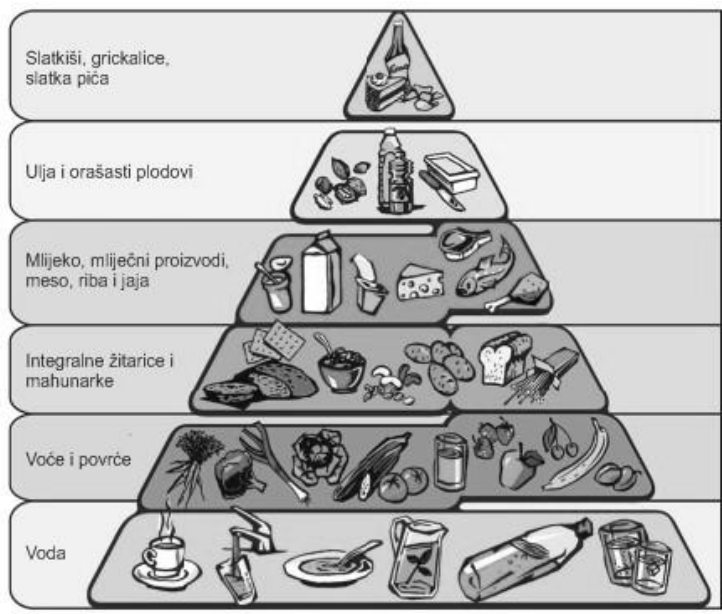 Slatkiši, grickalice,
slatka pića
Ulja i orašasti plodovi
Mlijeko, mliječni proizvodi,
meso, riba i jaja
Integralne žitarice i
mahunarke
Voće i povrće
Voda